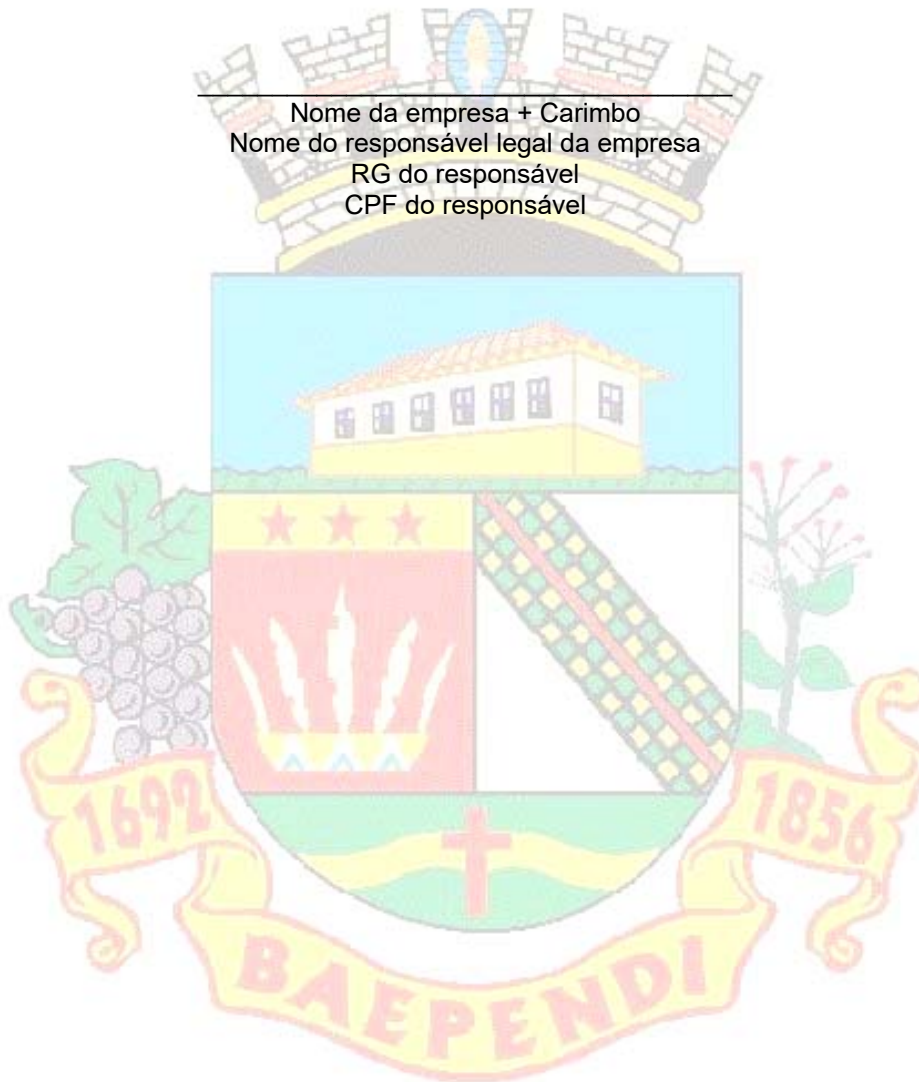 Nome da empresa + Carimbo
Nome do responsável legal da empresa
RG do responsável
CPF do responsável
1692
1856
BAEPENDI